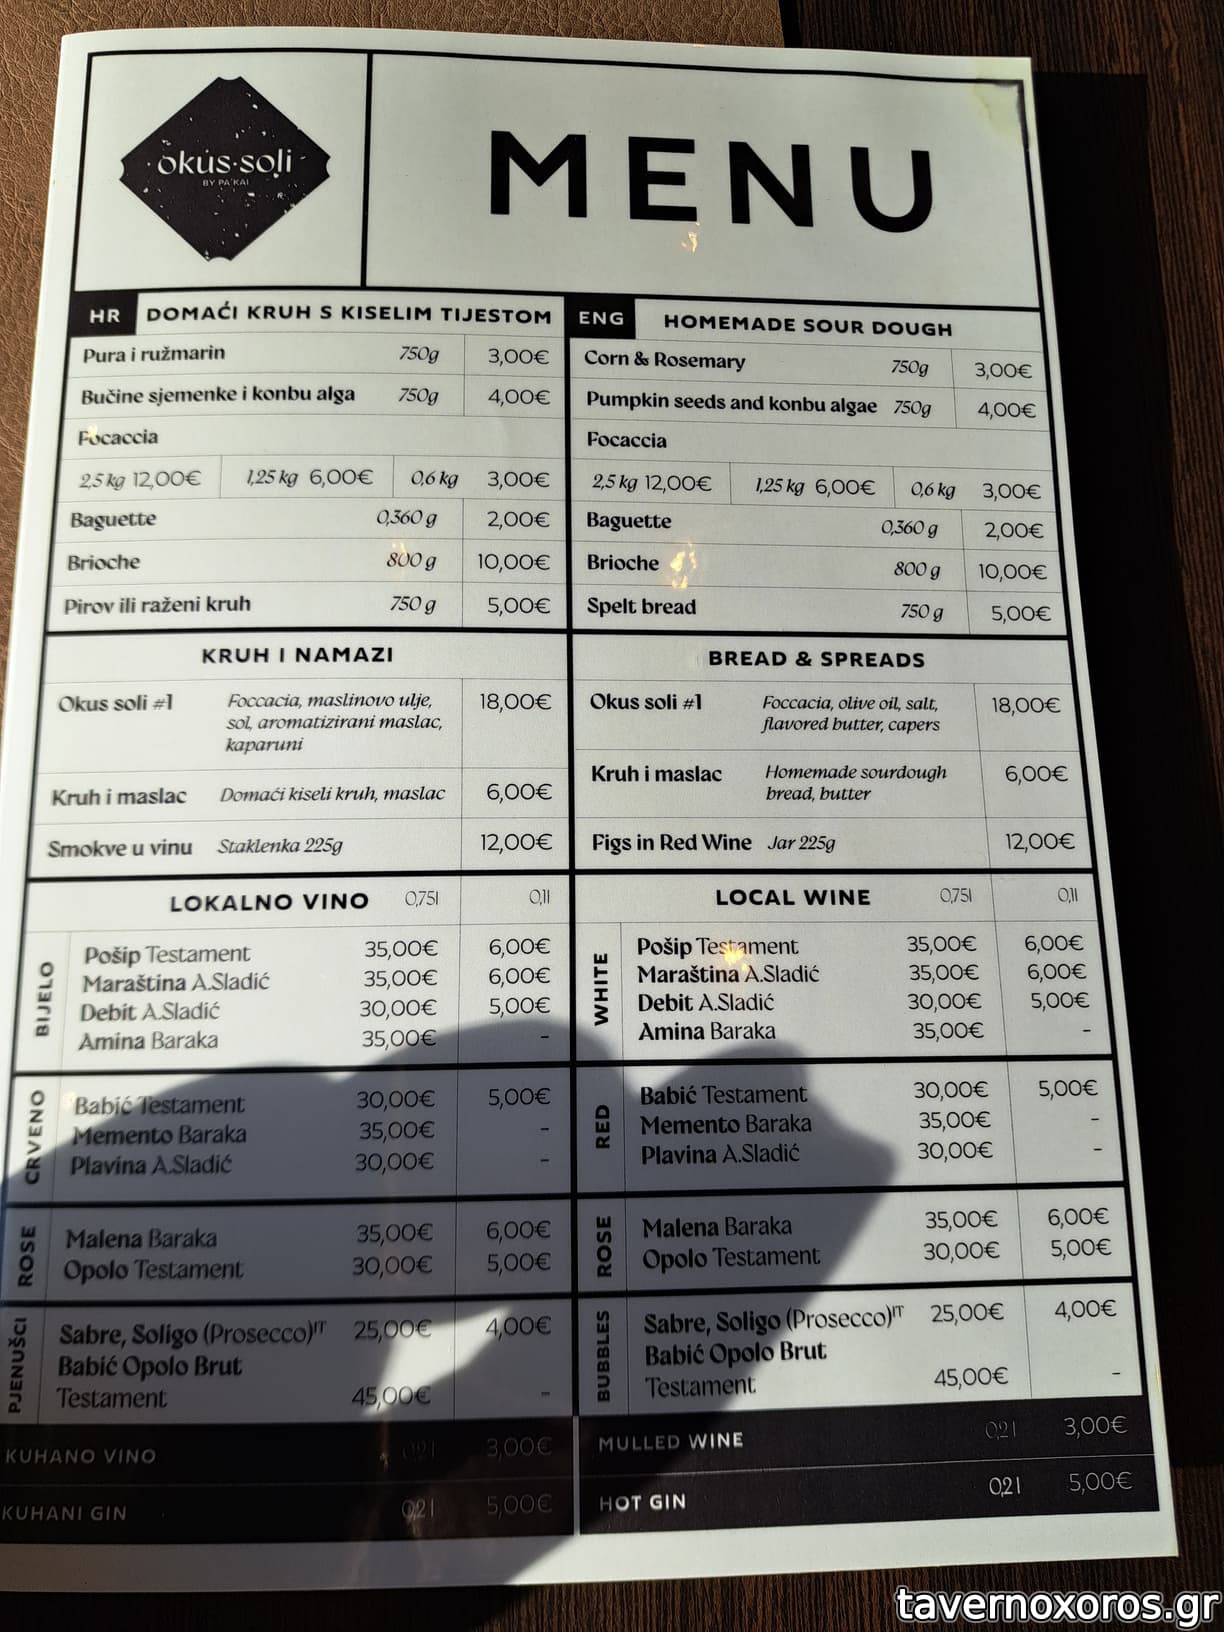 okus·soli
BY PA'KAI
MENU
HR DOMAĆI KRUH S KISELIM TIJESTOM
Pura i ružmarin 750g 3,00€
Bučine sjemenke i konbu alga 750g 4,00€
Focaccia
2,5 kg 12,00€ 1,25 kg 6,00€ 0,6 kg 3,00€
Baguette 0,360 g 2,00€
Brioche 800 g 10,00€
Pirov ili raženi kruh 750 g 5,00€
KRUH I NAMAZI
Okus soli #1 Foccacia, maslinovo ulje, 18,00€
sol, aromatizirani maslac,
kaparuni
Kruh i maslac Domaći kiseli kruh, maslac 6,00€
Smokve u vinu Staklenka 225g 12,00€
LOKALNO VINO 0,75l 0,1l
BIJELO
Pošip Testament 35,00€ 6,00€
Maraština A.Sladić 35,00€ 6,00€
Debit A.Sladić 30,00€ 5,00€
Amina Baraka 35,00€ -
CRVENO
Babić Testament 30,00€ 5,00€
Memento Baraka 35,00€ -
Plavina A.Sladić 30,00€ -
ROSE
Malena Baraka 35,00€ 6,00€
Opolo Testament 30,00€ 5,00€
PJENUŠCI
Sabre, Soligo (Prosecco)IT 25,00€ 4,00€
Babić Opolo Brut
Testament 45,00€ -
KUHANO VINO 0,2 l 3,00€
KUHANI GIN 0,2 l 5,00€
ENG HOMEMADE SOUR DOUGH
Corn & Rosemary 750g 3,00€
Pumpkin seeds and konbu algae 750g 4,00€
Focaccia
2,5 kg 12,00€ 1,25 kg 6,00€ 0,6 kg 3,00€
Baguette 0,360 g 2,00€
Brioche 800 g 10,00€
Spelt bread 750 g 5,00€
BREAD & SPREADS
Okus soli #1 Foccacia, olive oil, salt, 18,00€
flavored butter, capers
Kruh i maslac Homemade sourdough 6,00€
bread, butter
Figs in Red Wine Jar 225g 12,00€
LOCAL WINE 0,75l 0,1l
WHITE
Pošip Testament 35,00€ 6,00€
Maraština A.Sladić 35,00€ 6,00€
Debit A.Sladić 30,00€ 5,00€
Amina Baraka 35,00€ -
RED
Babić Testament 30,00€ 5,00€
Memento Baraka 35,00€ -
Plavina A.Sladić 30,00€ -
ROSE
Malena Baraka 35,00€ 6,00€
Opolo Testament 30,00€ 5,00€
BUBBLES
Sabre, Soligo (Prosecco)IT 25,00€ 4,00€
Babić Opolo Brut
Testament 45,00€ -
MULLED WINE 0,2 l 3,00€
HOT GIN 0,2 l 5,00€
tavernoxoros.gr